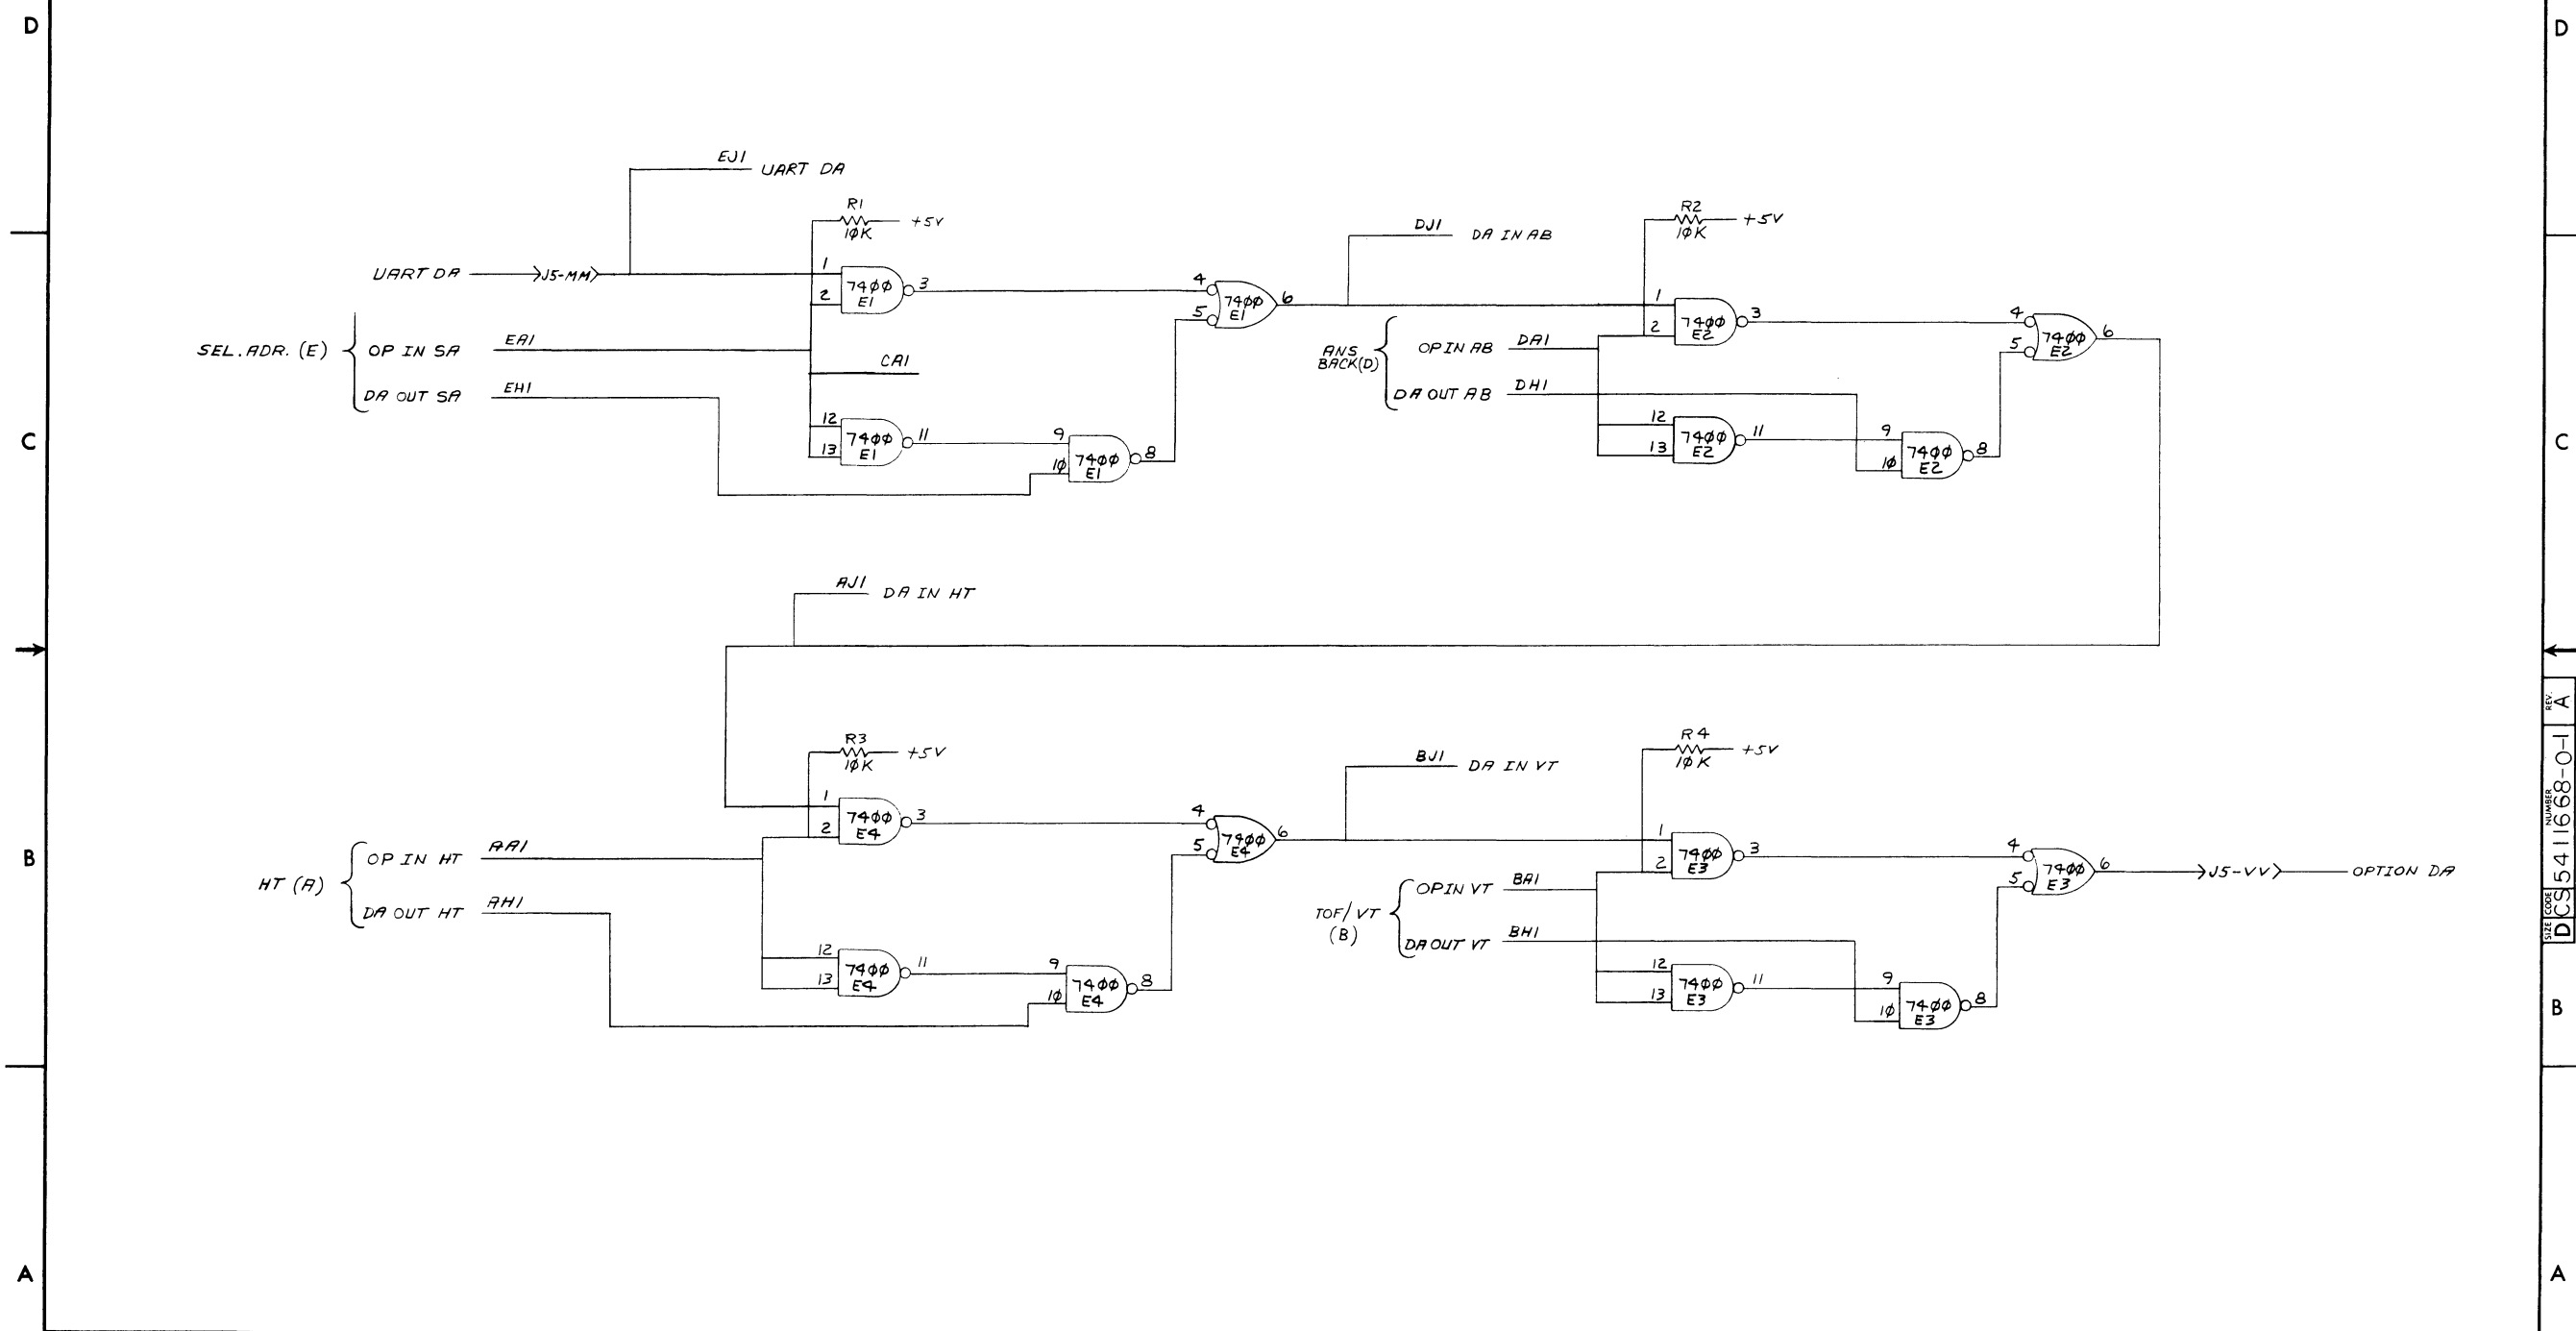 D
D
EJ1 UART DA
R1
10K
+5V
R2
10K
+5V
DJ1 DA IN AB
UART DA
J5-MM
1
2
7400
E1
3
4
5
7400
E1
6
1
2
7400
E2
3
4
5
7400
E2
6
SEL. ADR. (E)
OP IN SA EA1
CA1
DA OUT SA EH1
ANS
BACK(D)
OP IN AB DA1
DA OUT AB DH1
C
C
12
13
7400
E1
11
9
10
7400
E1
8
12
13
7400
E2
11
9
10
7400
E2
8
AJ1 DA IN HT
R3
10K
+5V
R4
10K
+5V
BJ1 DA IN VT
1
2
7400
E4
3
4
5
7400
E4
6
1
2
7400
E3
3
4
5
7400
E3
6
J5-VV
OPTION DA
B
HT (A)
OP IN HT AA1
DA OUT HT AH1
TOF/VT
(B)
OP IN VT BA1
DA OUT VT BH1
12
13
7400
E4
11
9
10
7400
E4
8
12
13
7400
E3
11
9
10
7400
E3
8
B
A
A
SIZE CODE NUMBER REV.
D CS 5411668-0-1 A